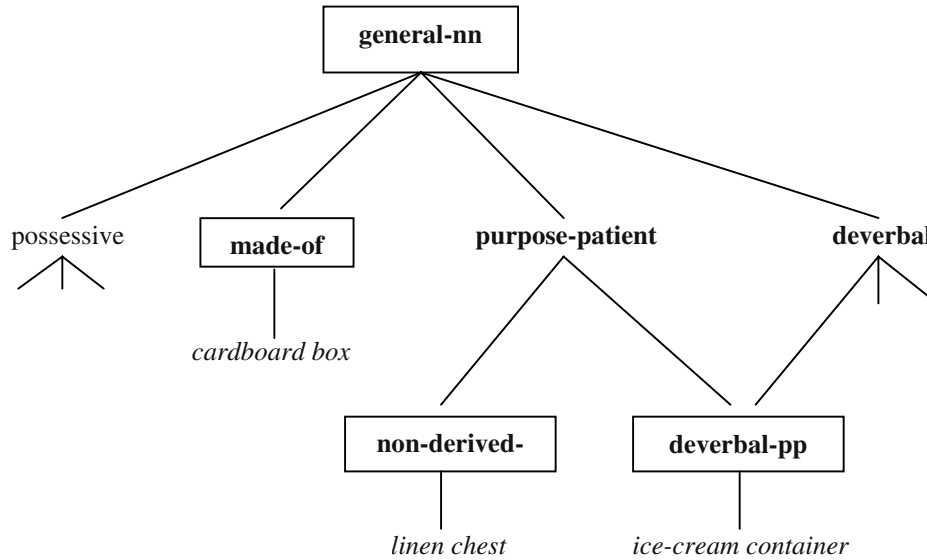 general-nn
possessive
made-of
purpose-patient
deverbal
cardboard box
non-derived-
deverbal-pp
linen chest
ice-cream container